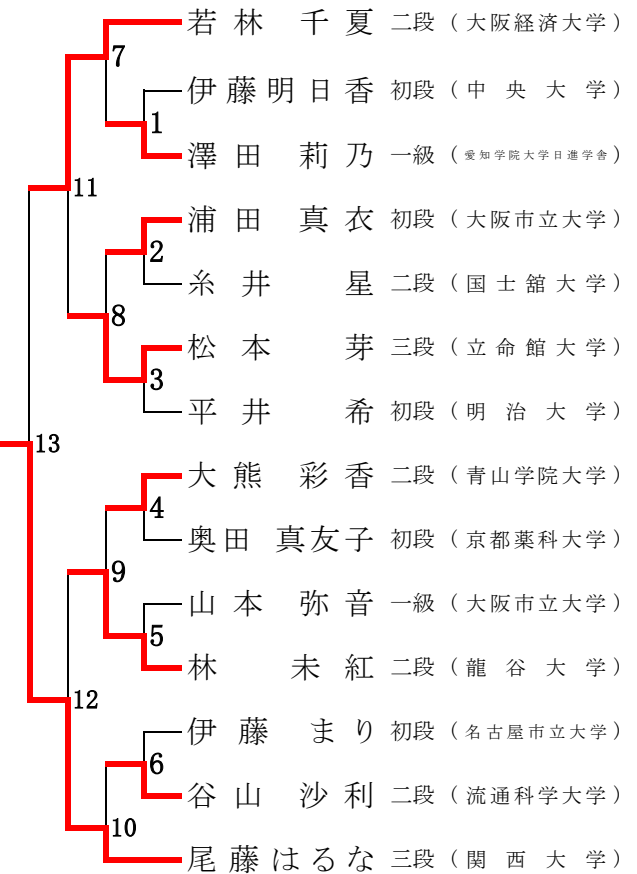 若林 千夏 二段 (大阪経済大学)
7
伊藤明日香 初段 (中央大学)
1
澤田 莉乃 一級 (愛知学院大学日進学舎)
11
浦田 真衣 初段 (大阪市立大学)
2
糸井 星 二段 (国士舘大学)
8
松本 芽 三段 (立命館大学)
3
平井 希 初段 (明治大学)
13
大熊 彩香 二段 (青山学院大学)
4
奥田 真友子 初段 (京都薬科大学)
9
山本 弥音 一級 (大阪市立大学)
5
林 未紅 二段 (龍谷大学)
12
伊藤 まり 初段 (名古屋市立大学)
6
谷山 沙利 二段 (流通科学大学)
10
尾藤はるな 三段 (関西大学)